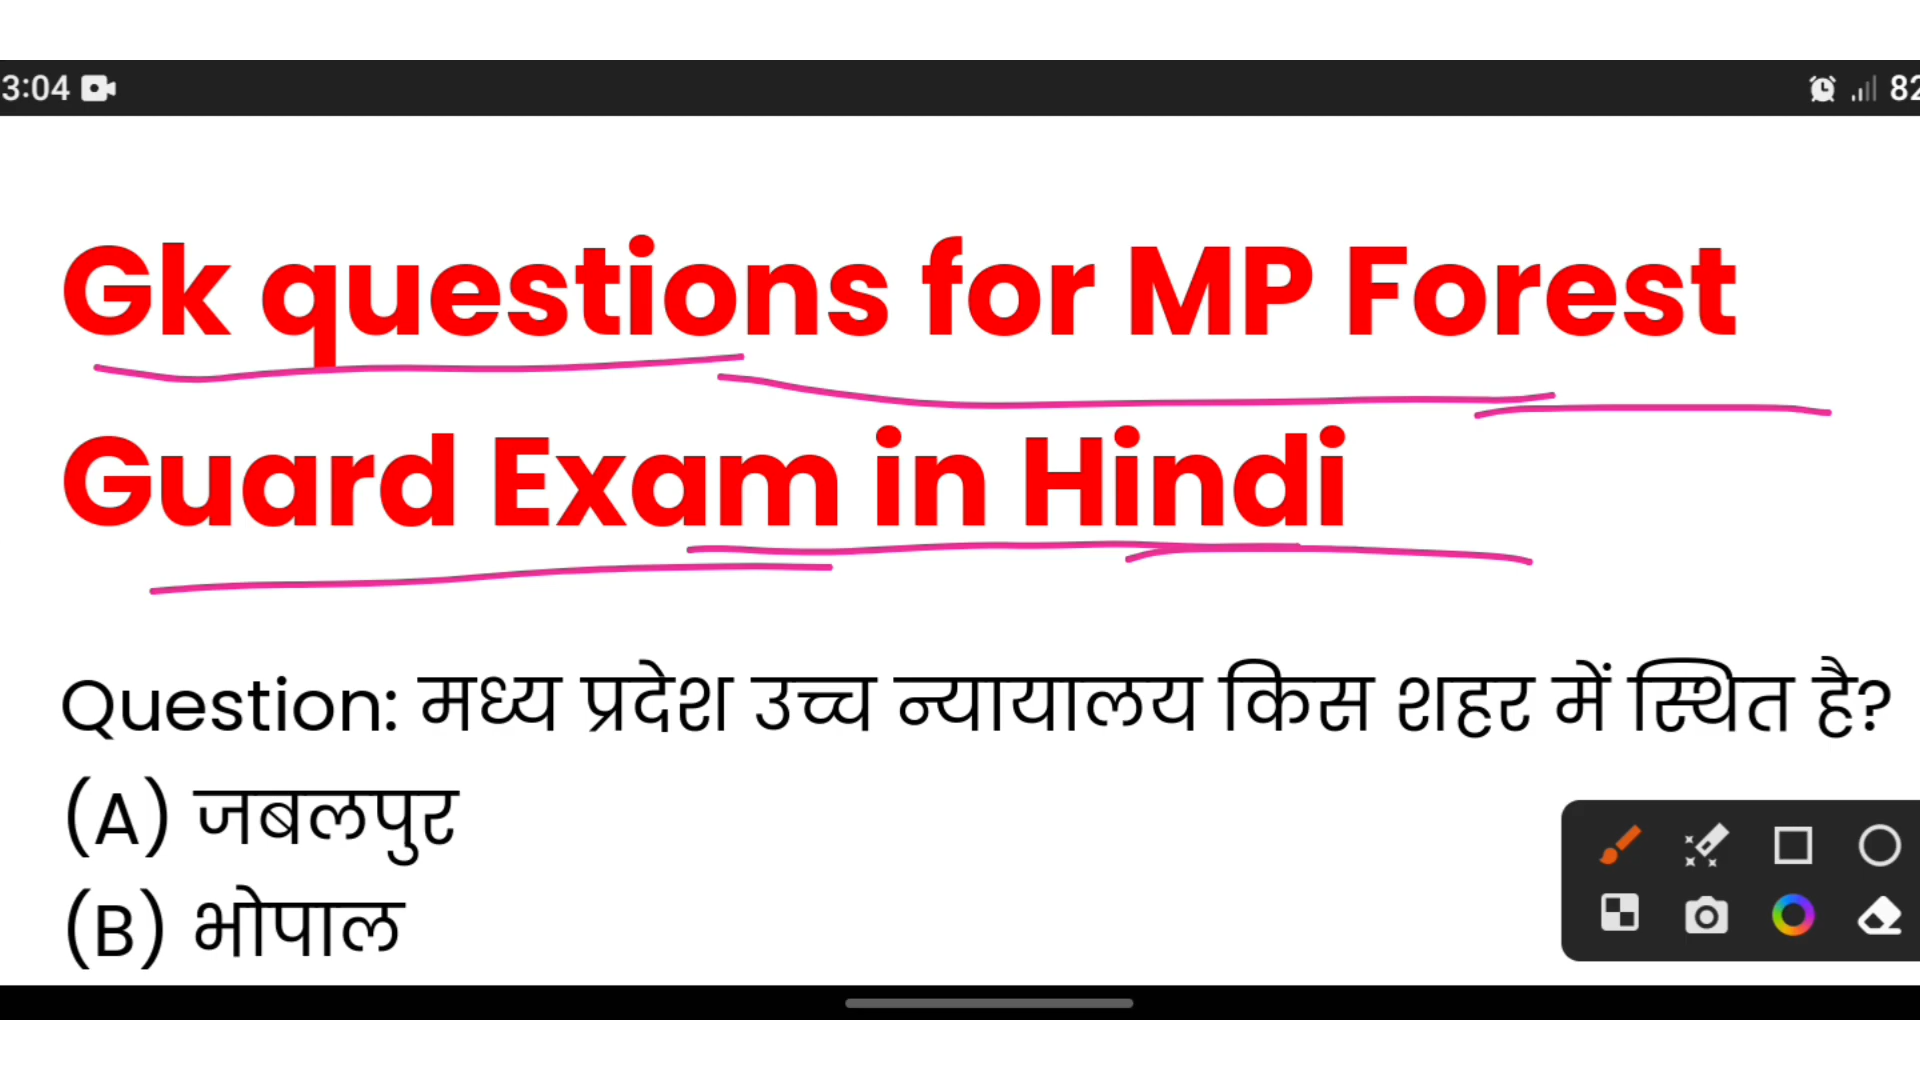 3:04
82
Gk questions for MP Forest
Guard Exam in Hindi
Question: मध्य प्रदेश उच्च न्यायालय किस शहर में स्थित है?
(A) जबलपुर
(B) भोपाल